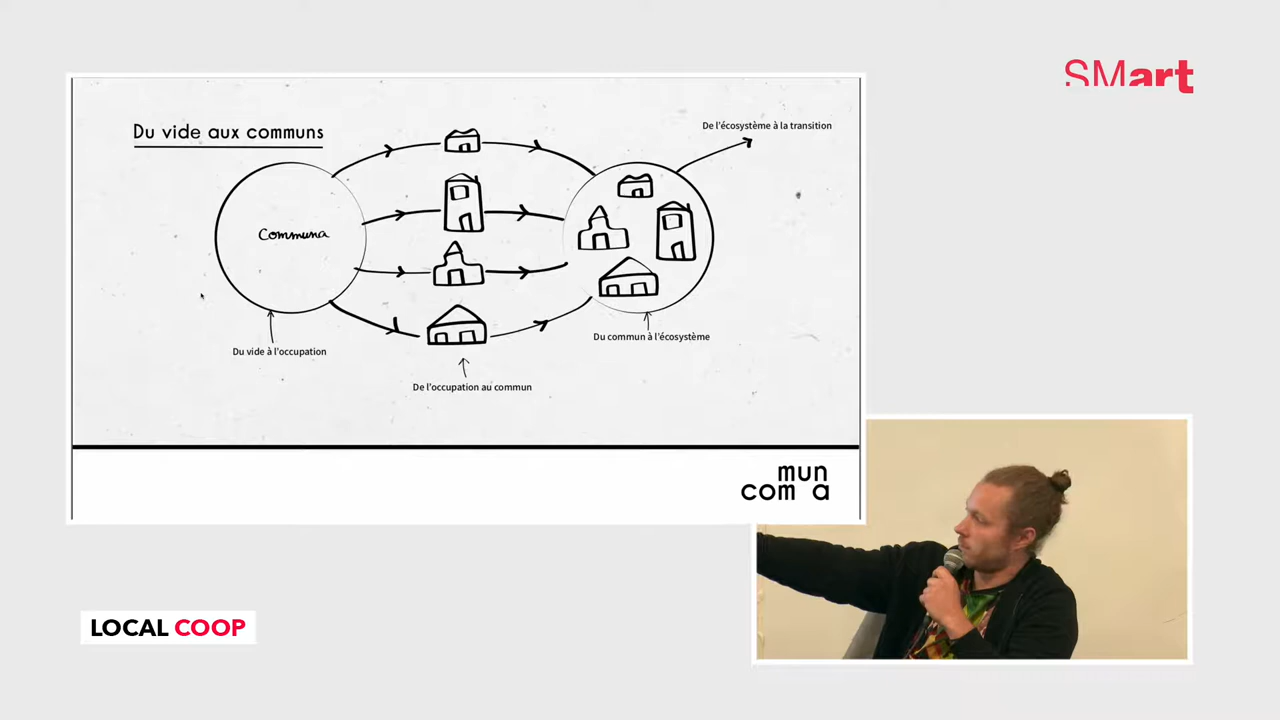 SMart
Du vide aux communs
De l'écosystème à la transition
Communa
Du commun à l'écosystème
Du vide à l'occupation
De l'occupation au commun
mun
com a
LOCAL COOP